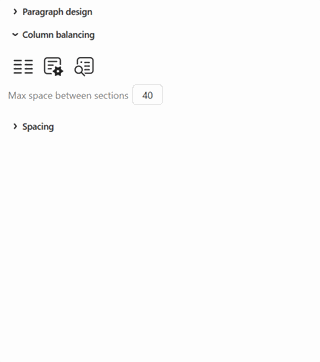 Paragraph design
Column balancing
Max space between sections 40
Spacing